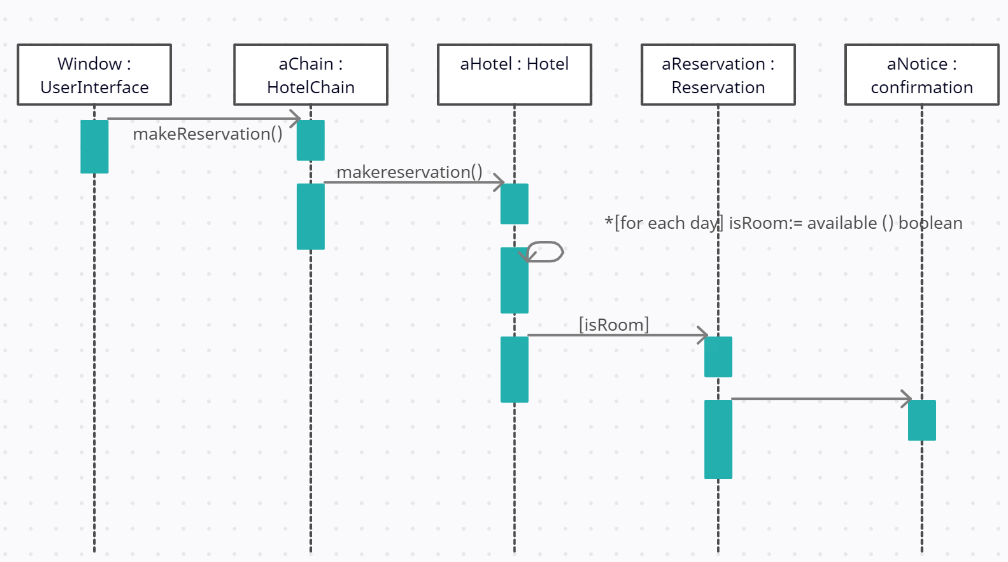 Window :
UserInterface
aChain :
HotelChain
aHotel : Hotel
aReservation :
Reservation
aNotice :
confirmation
makeReservation()
makereservation()
*[for each day] isRoom:= available () boolean
[isRoom]